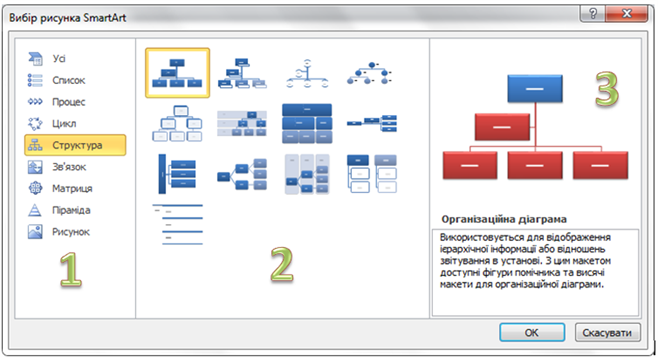 Вибір рисунка SmartArt
Усі
Список
Процес
Цикл
Структура
Зв'язок
Матриця
Піраміда
Рисунок
1
2
3
Організаційна діаграма
Використовується для відображення
ієрархічної інформації або відношень
звітування в установі. З цим макетом
доступні фігури помічника та висячі
макети для організаційної діаграми.
ОК
Скасувати